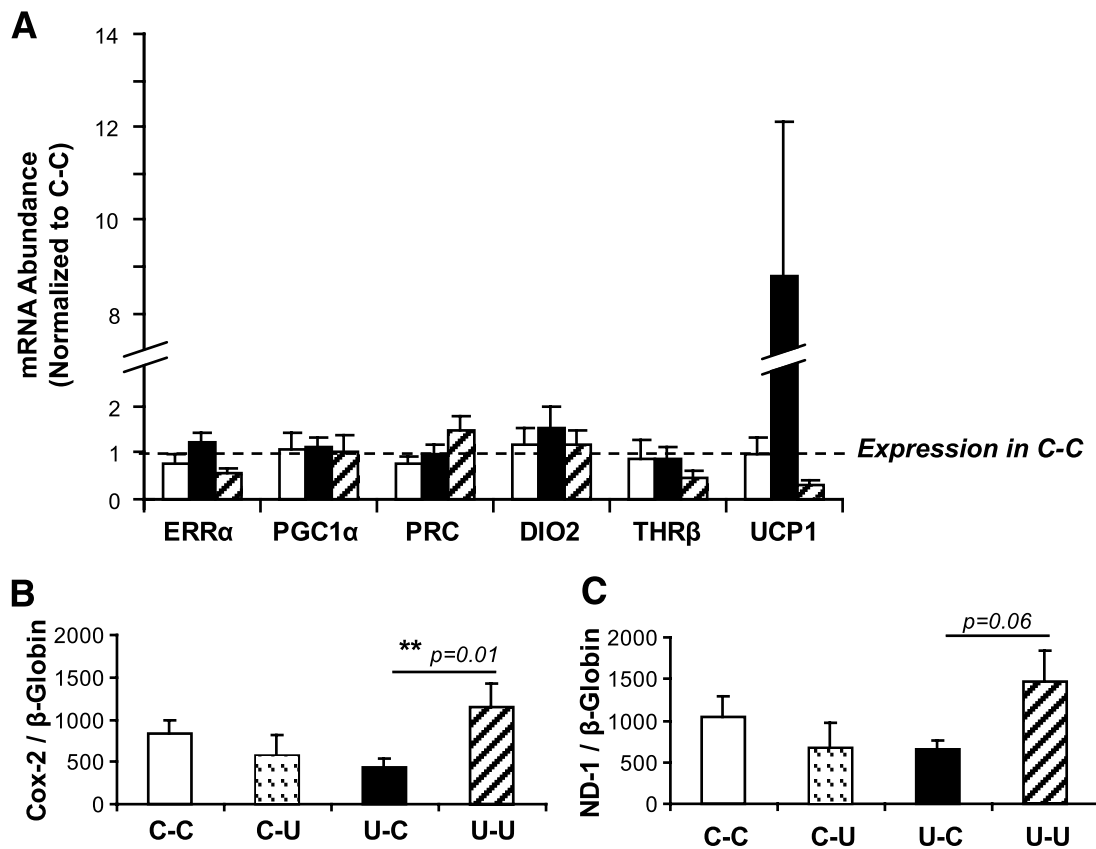 A
14
12
10
8
2
1
0
mRNA Abundance
(Normalized to C-C)
Expression in C-C
ERRα PGC1α PRC DIO2 THRβ UCP1
B
Cox-2 / β-Globin
2000
1500
1000
500
0
** p=0.01
C-C C-U U-C U-U
C
ND-1 / β-Globin
2000
1500
1000
500
0
p=0.06
C-C C-U U-C U-U